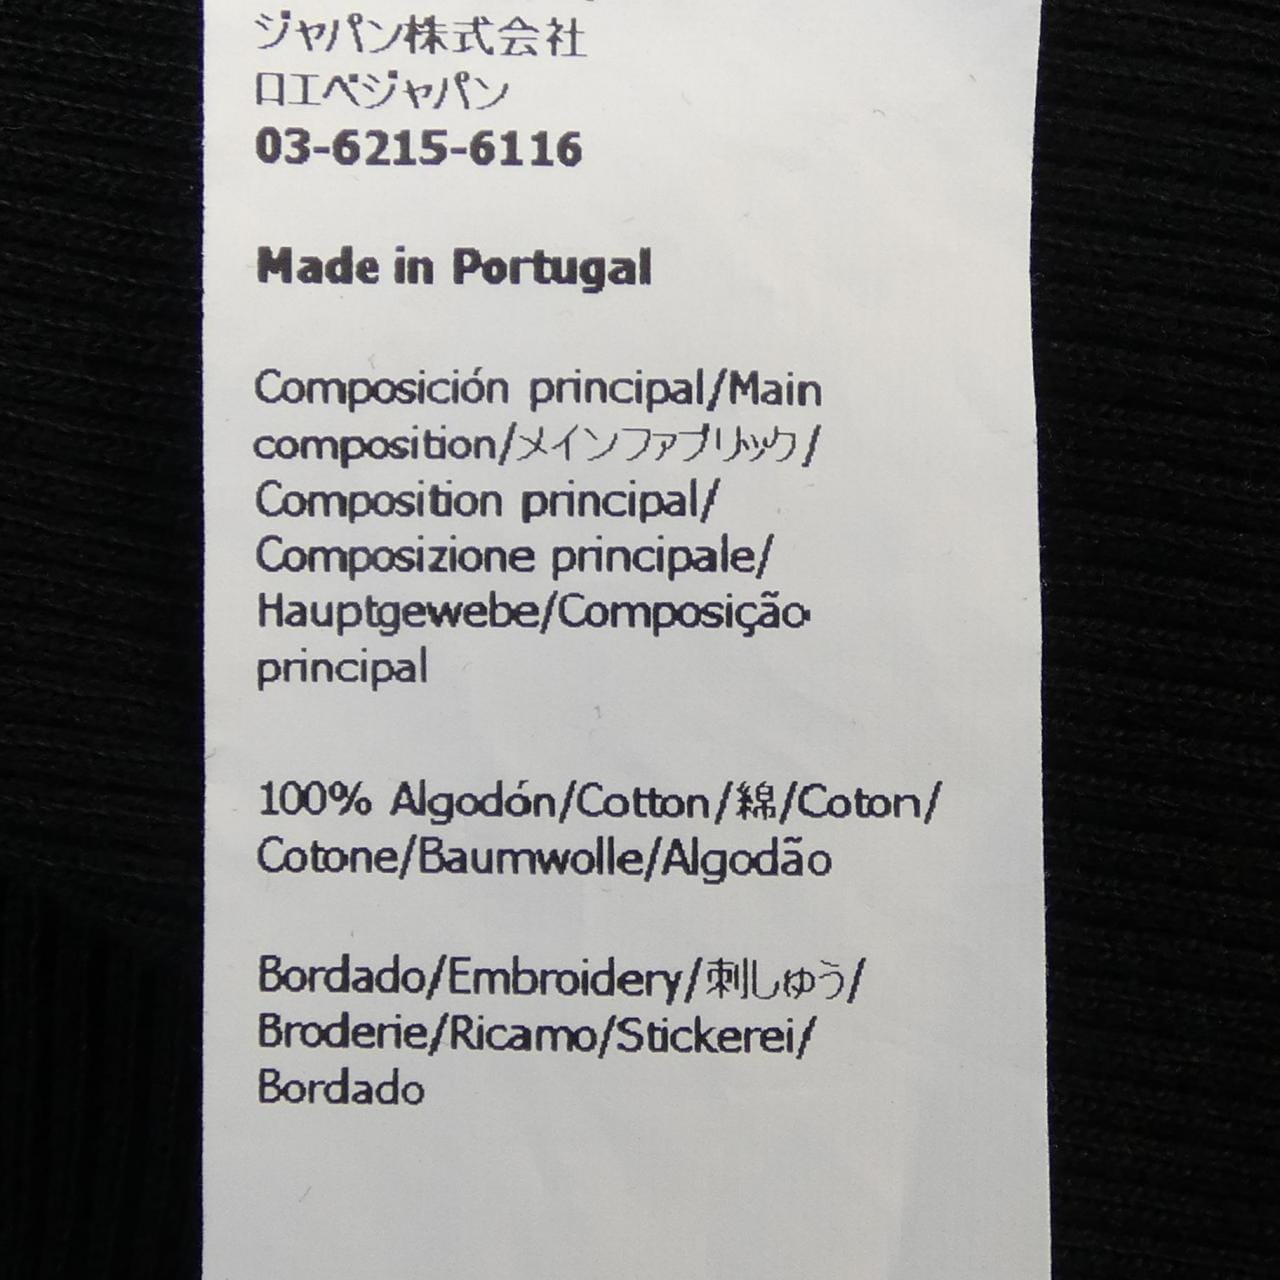 ジャパン株式会社
ロエベジャパン
03-6215-6116
Made in Portugal
Composición principal/Main
composition/メインファブリック/
Composition principal/
Composizione principale/
Hauptgewebe/Composição
principal
100% Algodón/Cotton/綿/Coton/
Cotone/Baumwolle/Algodão
Bordado/Embroidery/刺しゅう/
Broderie/Ricamo/Stickerei/
Bordado